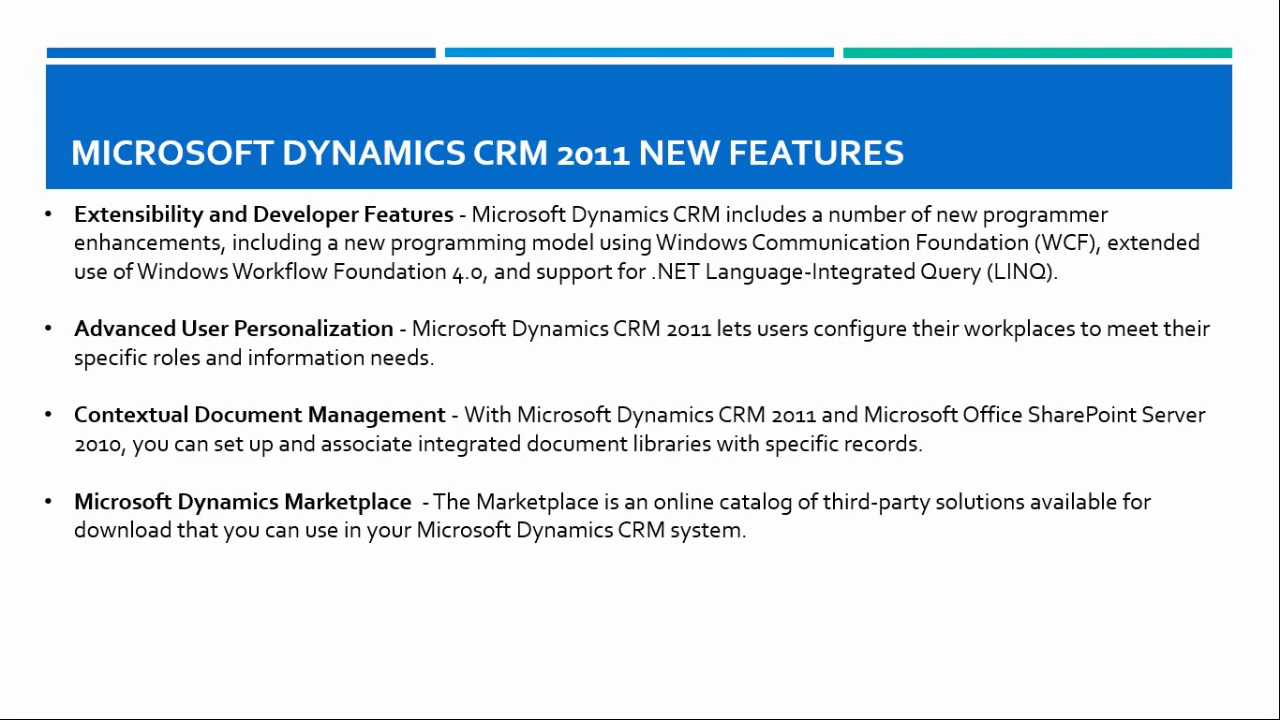 MICROSOFT DYNAMICS CRM 2011 NEW FEATURES
• Extensibility and Developer Features - Microsoft Dynamics CRM includes a number of new programmer
enhancements, including a new programming model using Windows Communication Foundation (WCF), extended
use of Windows Workflow Foundation 4.0, and support for .NET Language-Integrated Query (LINQ).
• Advanced User Personalization - Microsoft Dynamics CRM 2011 lets users configure their workplaces to meet their
specific roles and information needs.
• Contextual Document Management - With Microsoft Dynamics CRM 2011 and Microsoft Office SharePoint Server
2010, you can set up and associate integrated document libraries with specific records.
• Microsoft Dynamics Marketplace - The Marketplace is an online catalog of third-party solutions available for
download that you can use in your Microsoft Dynamics CRM system.